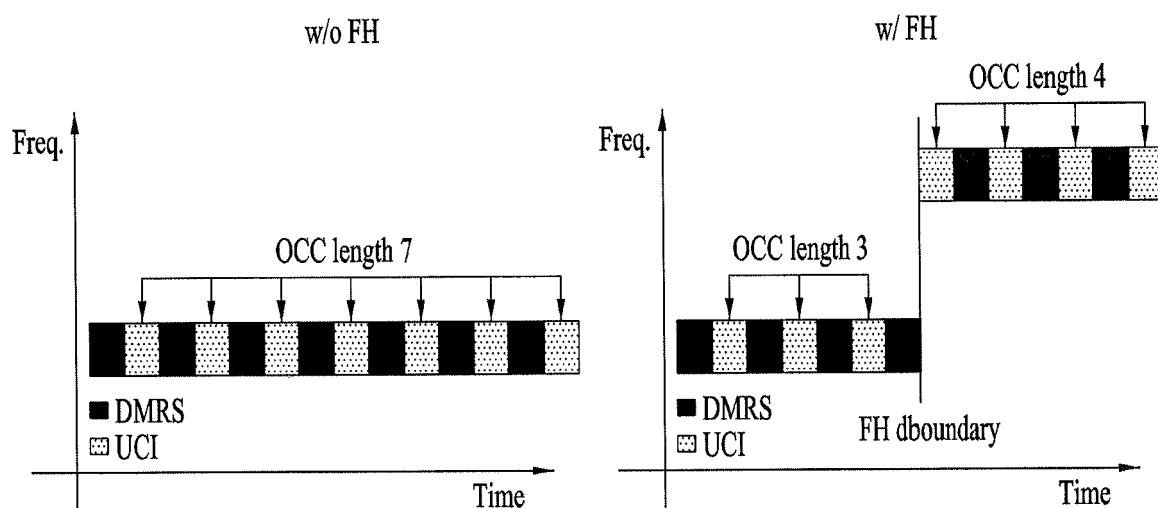 w/o FH
Freq.
OCC length 7
DMRS
UCI
Time
w/ FH
OCC length 4
Freq.
OCC length 3
DMRS
UCI
FH dboundary
Time